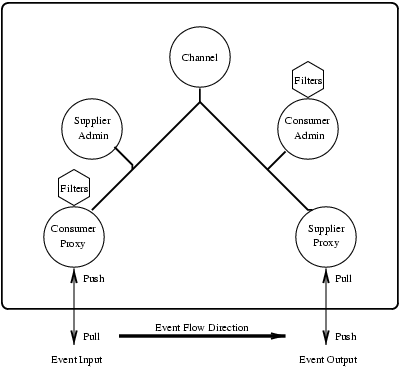 Channel
Filters
Supplier
Admin
Consumer
Admin
Filters
Consumer
Proxy
Supplier
Proxy
Push
Pull
Event Flow Direction
Pull
Push
Event Input
Event Output